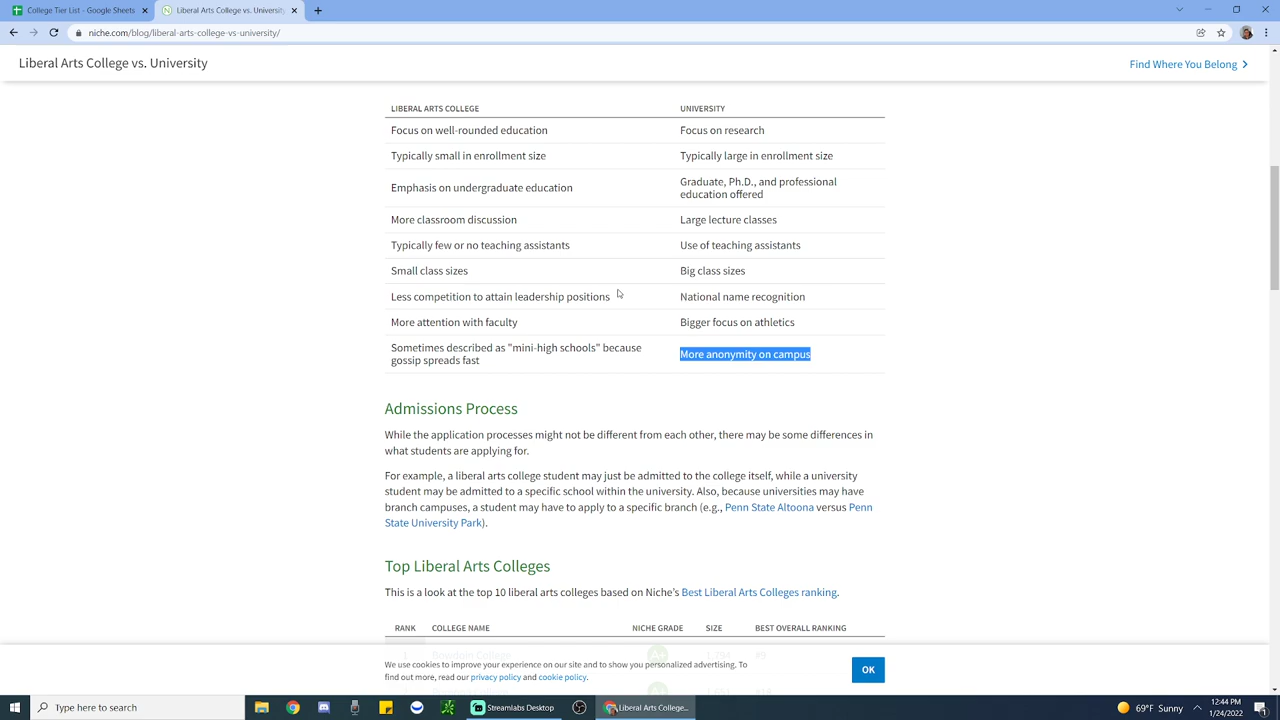 College Tier List - Google Sheets
Liberal Arts College vs. Universi
niche.com/blog/liberal-arts-college-vs-university/
Liberal Arts College vs. University
Find Where You Belong
LIBERAL ARTS COLLEGE UNIVERSITY
Focus on well-rounded education Focus on research
Typically small in enrollment size Typically large in enrollment size
Emphasis on undergraduate education Graduate, Ph.D., and professional
education offered
More classroom discussion Large lecture classes
Typically few or no teaching assistants Use of teaching assistants
Small class sizes Big class sizes
Less competition to attain leadership positions National name recognition
More attention with faculty Bigger focus on athletics
Sometimes described as "mini-high schools" because
gossip spreads fast
More anonymity on campus
Admissions Process
While the application processes might not be different from each other, there may be some differences in
what students are applying for.
For example, a liberal arts college student may just be admitted to the college itself, while a university
student may be admitted to a specific school within the university. Also, because universities may have
branch campuses, a student may have to apply to a specific branch (e.g., Penn State Altoona versus Penn
State University Park).
Top Liberal Arts Colleges
This is a look at the top 10 liberal arts colleges based on Niche's Best Liberal Arts Colleges ranking.
RANK COLLEGE NAME NICHE GRADE SIZE BEST OVERALL RANKING
We use cookies to improve your experience on our site and to show you personalized advertising. To
find out more, read our privacy policy and cookie policy.
OK
Type here to search
Streamlabs Desktop
Liberal Arts College...
69°F Sunny
12:44 PM
1/24/2022